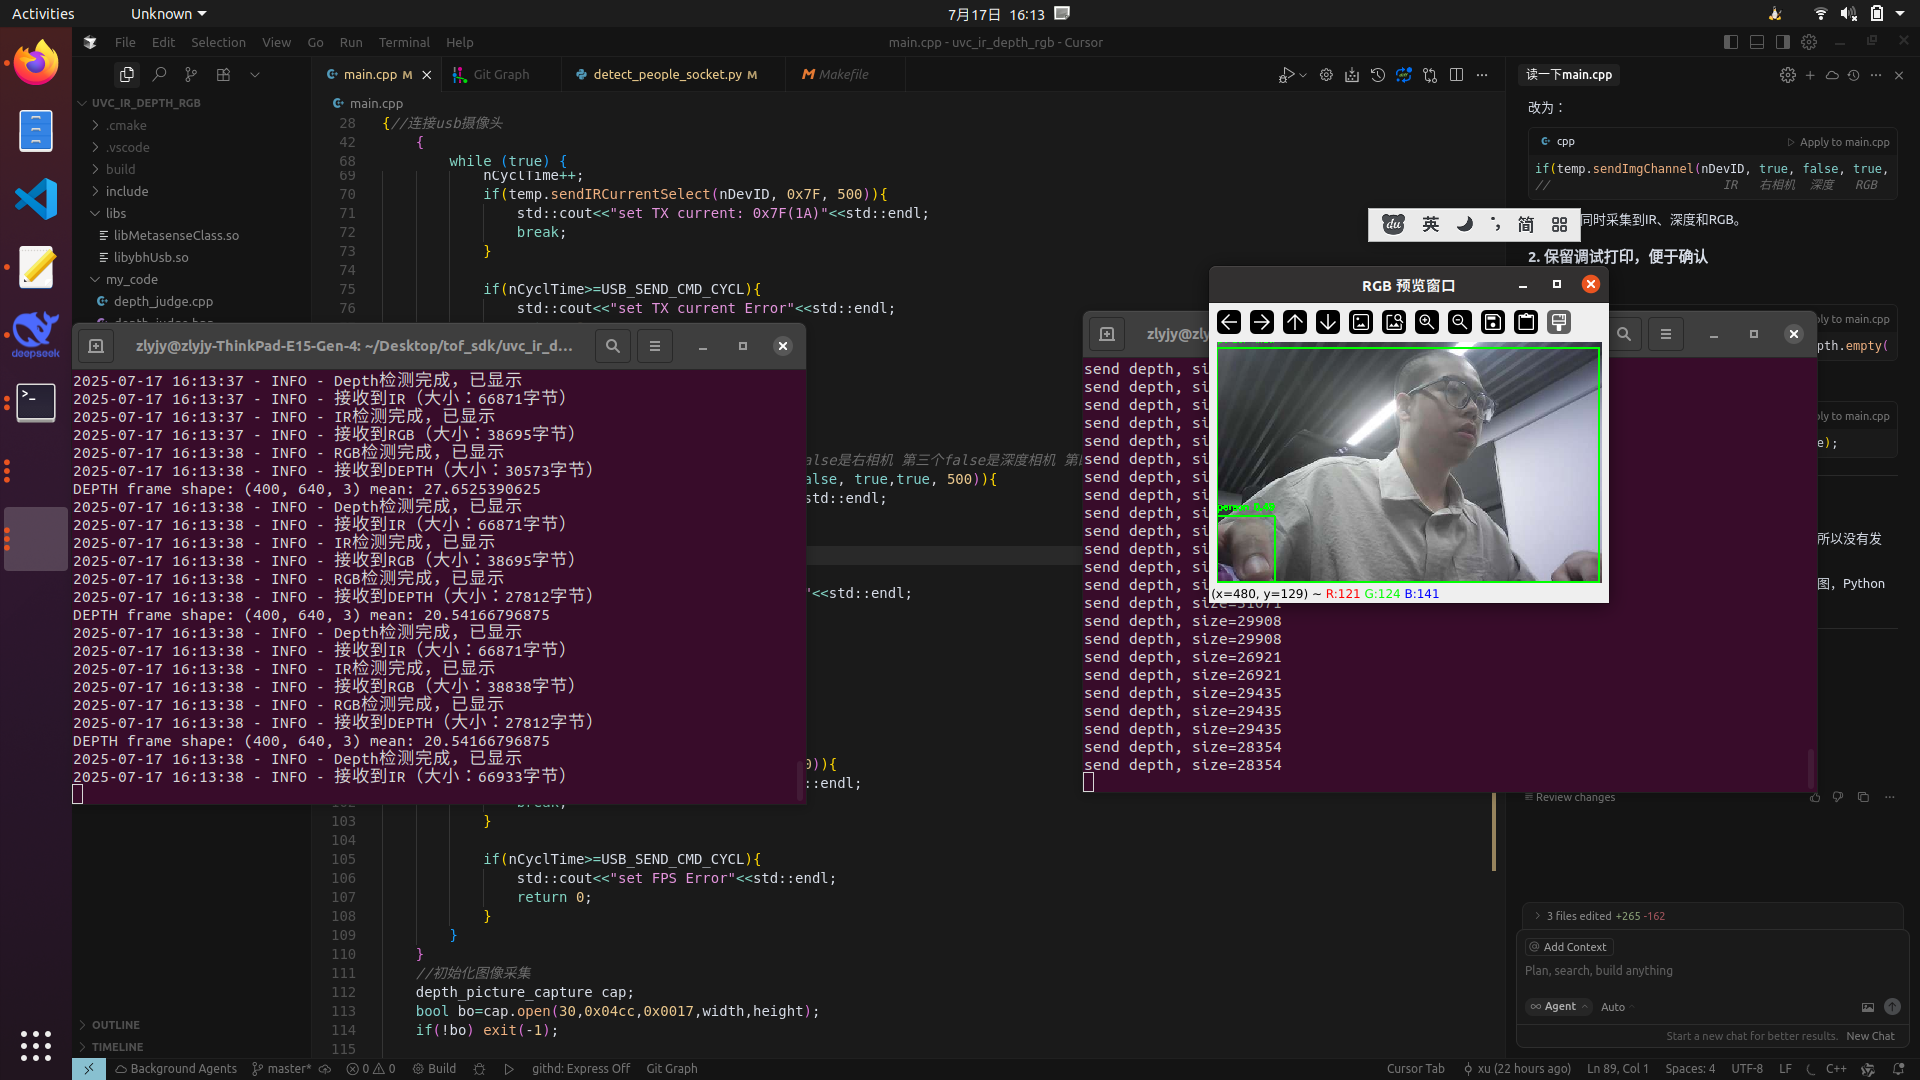 Activities
Unknown
7月17日 16:13
File Edit Selection View Go Run Terminal Help
main.cpp - uvc_ir_depth_rgb - Cursor
main.cpp M
Git Graph
detect_people_socket.py M
Makefile
读一下main.cpp
UVC_IR_DEPTH_RGB
.cmake
.vscode
build
include
libs
libMetasenseClass.so
libybhUsb.so
my_code
depth_judge.cpp
OUTLINE
TIMELINE
main.cpp
28 {//连接usb摄像头
42 {
68 while (true) {
69 nCyclTime++;
70 if(temp.sendIRCurrentSelect(nDevID, 0x7F, 500)){
71 std::cout<<"set TX current: 0x7F(1A)"<<std::endl;
72 break;
73 }
74
75 if(nCyclTime>=USB_SEND_CMD_CYCL){
76 std::cout<<"set TX current Error"<<std::endl;
alse是右相机 第三个false是深度相机
alse, true,true, 500)){
std::endl;
"<<std::endl;
)){
::endl;
103 }
104
105 if(nCyclTime>=USB_SEND_CMD_CYCL){
106 std::cout<<"set FPS Error"<<std::endl;
107 return 0;
108 }
109 }
110 }
111 //初始化图像采集
112 depth_picture_capture cap;
113 bool bo=cap.open(30,0x04cc,0x0017,width,height);
114 if(!bo) exit(-1);
115
zlyjy@zlyjy-ThinkPad-E15-Gen-4: ~/Desktop/tof_sdk/uvc_ir_d...
2025-07-17 16:13:37 - INFO - Depth检测完成，已显示
2025-07-17 16:13:37 - INFO - 接收到IR（大小：66871字节）
2025-07-17 16:13:37 - INFO - IR检测完成，已显示
2025-07-17 16:13:37 - INFO - 接收到RGB（大小：38695字节）
2025-07-17 16:13:38 - INFO - RGB检测完成，已显示
2025-07-17 16:13:38 - INFO - 接收到DEPTH（大小：30573字节）
DEPTH frame shape: (400, 640, 3) mean: 27.6525390625
2025-07-17 16:13:38 - INFO - Depth检测完成，已显示
2025-07-17 16:13:38 - INFO - 接收到IR（大小：66871字节）
2025-07-17 16:13:38 - INFO - IR检测完成，已显示
2025-07-17 16:13:38 - INFO - 接收到RGB（大小：38695字节）
2025-07-17 16:13:38 - INFO - RGB检测完成，已显示
2025-07-17 16:13:38 - INFO - 接收到DEPTH（大小：27812字节）
DEPTH frame shape: (400, 640, 3) mean: 20.54166796875
2025-07-17 16:13:38 - INFO - Depth检测完成，已显示
2025-07-17 16:13:38 - INFO - 接收到IR（大小：66871字节）
2025-07-17 16:13:38 - INFO - IR检测完成，已显示
2025-07-17 16:13:38 - INFO - 接收到RGB（大小：38838字节）
2025-07-17 16:13:38 - INFO - RGB检测完成，已显示
2025-07-17 16:13:38 - INFO - 接收到DEPTH（大小：27812字节）
DEPTH frame shape: (400, 640, 3) mean: 20.54166796875
2025-07-17 16:13:38 - INFO - Depth检测完成，已显示
2025-07-17 16:13:38 - INFO - 接收到IR（大小：66933字节）
zlyjy@zly
send depth, si
send depth, si
send depth, si
send depth, si
send depth, si
send depth, si
send depth, si
send depth, si
send depth, si
send depth, si
send depth, si
send depth, si
send depth, si
send depth, size=31071
send depth, size=29908
send depth, size=29908
send depth, size=26921
send depth, size=26921
send depth, size=29435
send depth, size=29435
send depth, size=29435
send depth, size=28354
send depth, size=28354
du 英 简
RGB 预览窗口
(x=480, y=129) ~ R:121 G:124 B:141
改为：
cpp
Apply to main.cpp
if(temp.sendImgChannel(nDevID, true, false, true,
// IR 右相机 深度 RGB
同时采集到IR、深度和RGB。
2. 保留调试打印，便于确认
ly to main.cpp
pth.empty(
ly to main.cpp
e);
所以没有发
图，Python
Review changes
3 files edited +265 -162
Add Context
Plan, search, build anything
Agent Auto
Start a new chat for better results. New Chat
deepseek
Background Agents
master*
0 0
Build
githd: Express Off
Git Graph
Cursor Tab
xu (22 hours ago)
Ln 89, Col 1
Spaces: 4
UTF-8
LF
C++